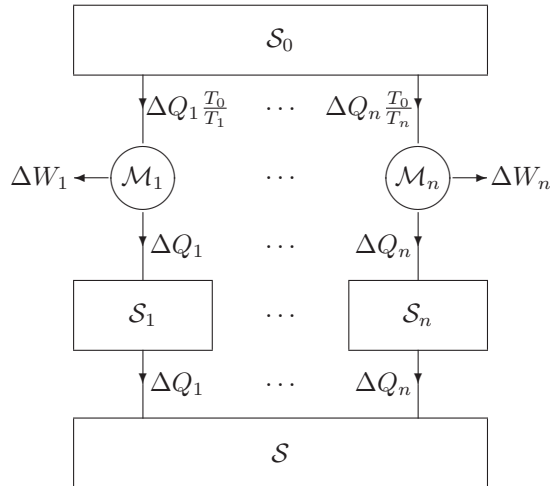 𝒮₀
ΔQ₁ T₀/T₁ ··· ΔQₙ T₀/Tₙ
ΔW₁ ℳ₁ ··· ℳₙ ΔWₙ
ΔQ₁ ··· ΔQₙ
𝒮₁ ··· 𝒮ₙ
ΔQ₁ ··· ΔQₙ
𝒮